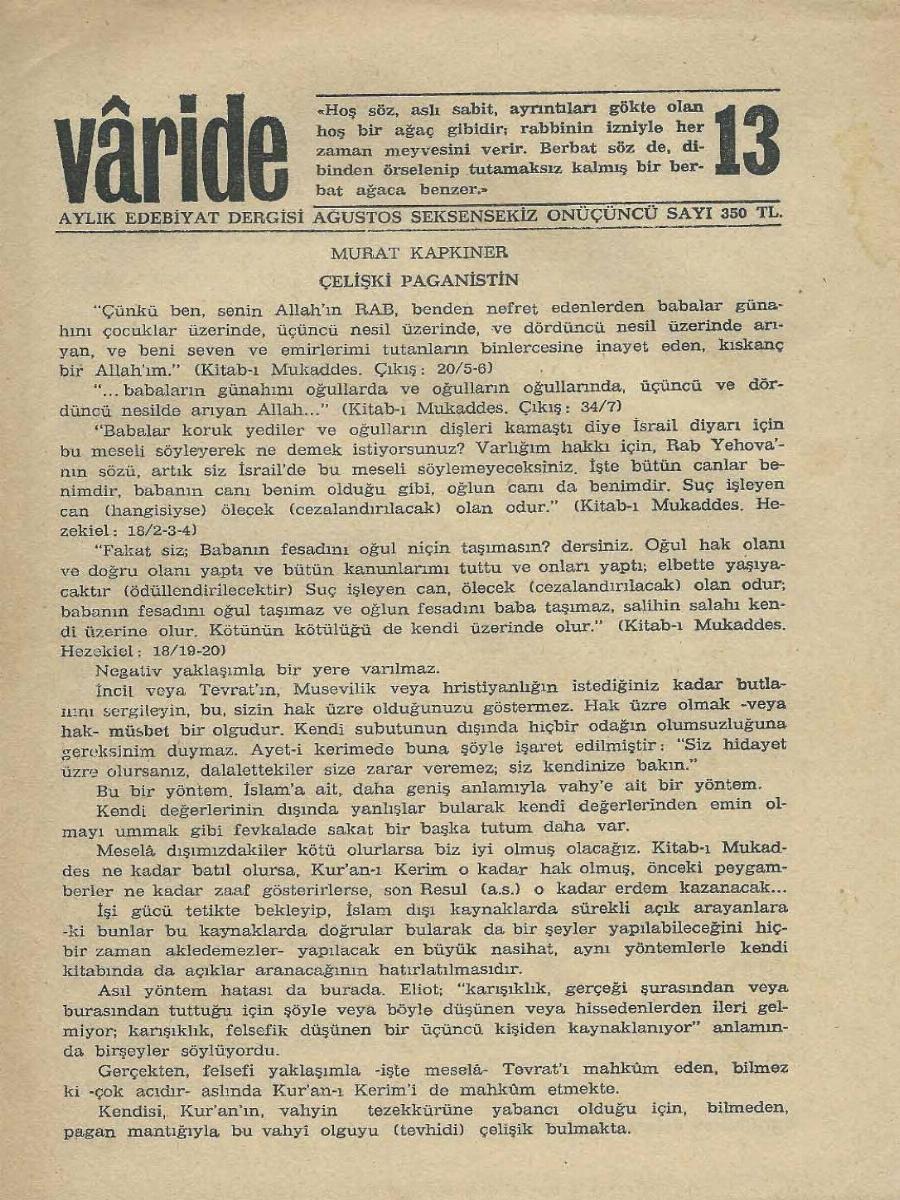 vâride
«Hoş söz, aslı sabit, ayrıntıları gökte olan
hoş bir ağaç gibidir; rabbinin izniyle her
zaman meyvesini verir. Berbat söz de, di-
binden örselenip tutamaksız kalmış bir ber-
bat ağaca benzer.»
13
AYLIK EDEBİYAT DERGİSİ AĞUSTOS SEKSENSEKİZ ONÜÇÜNCÜ SAYI 350 TL.
MURAT KAPKINER
ÇELİŞKİ PAGANİSTİN
"Çünkü ben, senin Allah'ın RAB, benden nefret edenlerden babalar güna-
hını çocuklar üzerinde, üçüncü nesil üzerinde, ve dördüncü nesil üzerinde arı-
yan, ve beni seven ve emirlerimi tutanların binlercesine inayet eden, kıskanç
bir Allah'ım." (Kitab-ı Mukaddes. Çıkış: 20/5-6)
"... babaların günahını oğullarda ve oğulların oğullarında, üçüncü ve dör-
düncü nesilde arıyan Allah..." (Kitab-ı Mukaddes. Çıkış: 34/7)
"Babalar koruk yediler ve oğulların dişleri kamaştı diye İsrail diyarı için
bu meseli söyleyerek ne demek istiyorsunuz? Varlığım hakkı için, Rab Yehova'-
nın sözü, artık siz İsrail'de bu meseli söylemeyeceksiniz. İşte bütün canlar be-
nimdir, babanın canı benim olduğu gibi, oğlun canı da benimdir. Suç işleyen
can (hangisiyse) ölecek (cezalandırılacak) olan odur." (Kitab-ı Mukaddes. He-
zekiel: 18/2-3-4)
"Fakat siz; Babanın fesadını oğul niçin taşımasın? dersiniz. Oğul hak olanı
ve doğru olanı yaptı ve bütün kanunlarımı tuttu ve onları yaptı; elbette yaşıya-
caktır (ödüllendirilecektir) Suç işleyen can, ölecek (cezalandırılacak) olan odur;
babanın fesadını oğul taşımaz ve oğlun fesadını baba taşımaz, salihin salahı ken-
di üzerine olur. Kötünün kötülüğü de kendi üzerinde olur." (Kitab-ı Mukaddes.
Hezekiel: 18/19-20)
Negativ yaklaşımla bir yere varılmaz.
İncil veya Tevrat'ın, Musevilik veya hristiyanlığın istediğiniz kadar butla-
nını sergileyin, bu, sizin hak üzre olduğunuzu göstermez. Hak üzre olmak -veya
hak- müsbet bir olgudur. Kendi subutunun dışında hiçbir odağın olumsuzluğuna
gereksinim duymaz. Ayet-i kerimede buna şöyle işaret edilmiştir: "Siz hidayet
üzre olursanız, dalalettekiler size zarar veremez; siz kendinize bakın."
Bu bir yöntem. İslam'a ait, daha geniş anlamıyla vahy'e ait bir yöntem.
Kendi değerlerinin dışında yanlışlar bularak kendi değerlerinden emin ol-
mayı ummak gibi fevkalade sakat bir başka tutum daha var.
Meselâ dışımızdakiler kötü olurlarsa biz iyi olmuş olacağız. Kitab-ı Mukad-
des ne kadar batıl olursa, Kur'an-ı Kerim o kadar hak olmuş, önceki peygam-
berler ne kadar zaaf gösterirlerse, son Resul (a.s.) o kadar erdem kazanacak...
İşi gücü tetikte bekleyip, İslam dışı kaynaklarda sürekli açık arayanlara
-ki bunlar bu kaynaklarda doğrular bularak da bir şeyler yapılabileceğini hiç-
bir zaman akledemezler- yapılacak en büyük nasihat, aynı yöntemlerle kendi
kitabında da açıklar aranacağının hatırlatılmasıdır.
Asıl yöntem hatası da burada. Eliot; "karışıklık, gerçeği şurasından veya
burasından tuttuğu için şöyle veya böyle düşünen veya hissedenlerden ileri gel-
miyor; karışıklık, felsefik düşünen bir üçüncü kişiden kaynaklanıyor" anlamın-
da birşeyler söylüyordu.
Gerçekten, felsefi yaklaşımla -işte meselâ- Tevrat'ı mahkûm eden, bilmez
ki -çok acıdır- aslında Kur'an-ı Kerim'i de mahkûm etmekte.
Kendisi, Kur'an'ın, vahyin tezekkürüne yabancı olduğu için, bilmeden,
pagan mantığıyla bu vahyî olguyu (tevhidi) çelişik bulmakta.